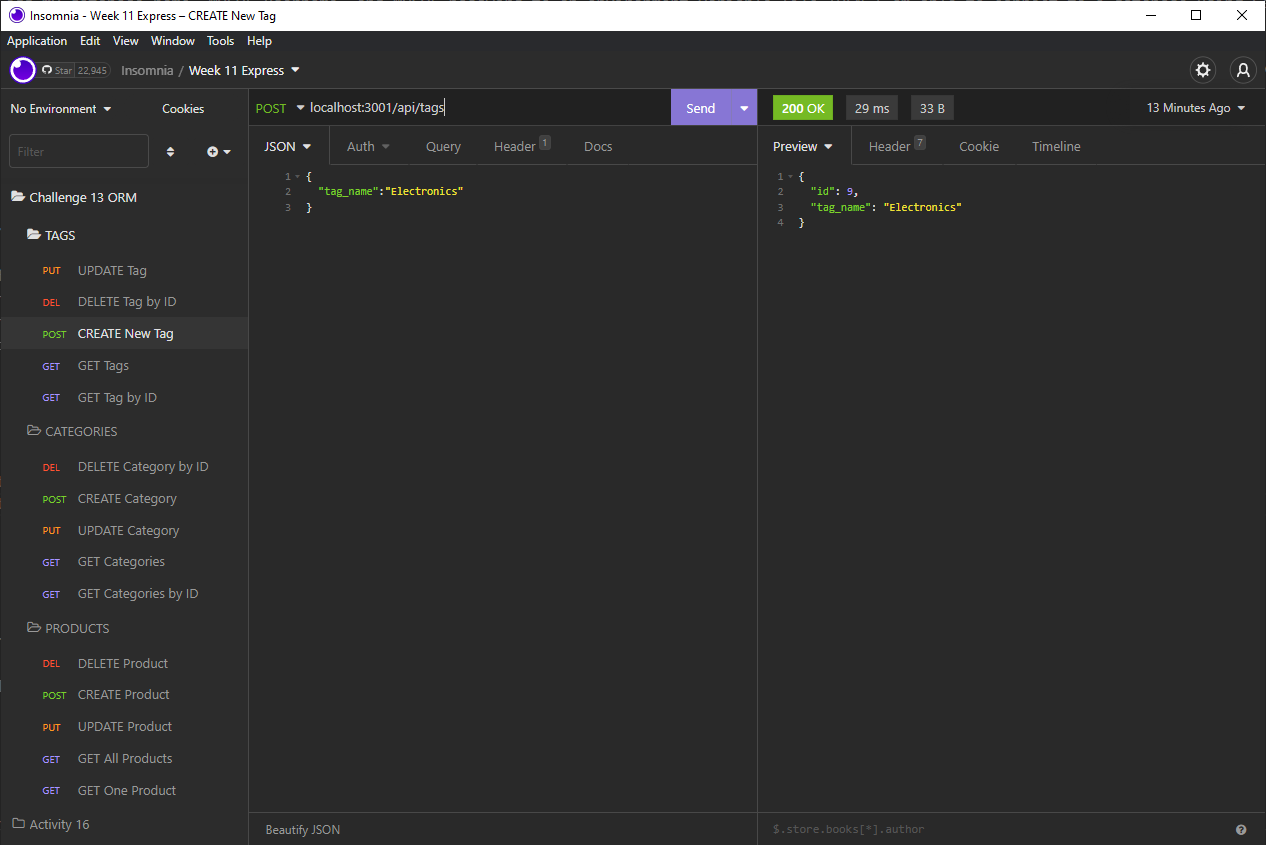 Insomnia - Week 11 Express – CREATE New Tag
Application Edit View Window Tools Help
Star 22,945 Insomnia / Week 11 Express
No Environment Cookies
Filter
Challenge 13 ORM
TAGS
PUT UPDATE Tag
DEL DELETE Tag by ID
POST CREATE New Tag
GET GET Tags
GET GET Tag by ID
CATEGORIES
DEL DELETE Category by ID
POST CREATE Category
PUT UPDATE Category
GET GET Categories
GET GET Categories by ID
PRODUCTS
DEL DELETE Product
POST CREATE Product
PUT UPDATE Product
GET GET All Products
GET GET One Product
Activity 16
POST localhost:3001/api/tags Send
JSON Auth Query Header 1 Docs
1 {
2 "tag_name":"Electronics"
3 }
Beautify JSON
200 OK 29 ms 33 B 13 Minutes Ago
Preview Header 7 Cookie Timeline
1 {
2 "id": 9,
3 "tag_name": "Electronics"
4 }
$.store.books[*].author